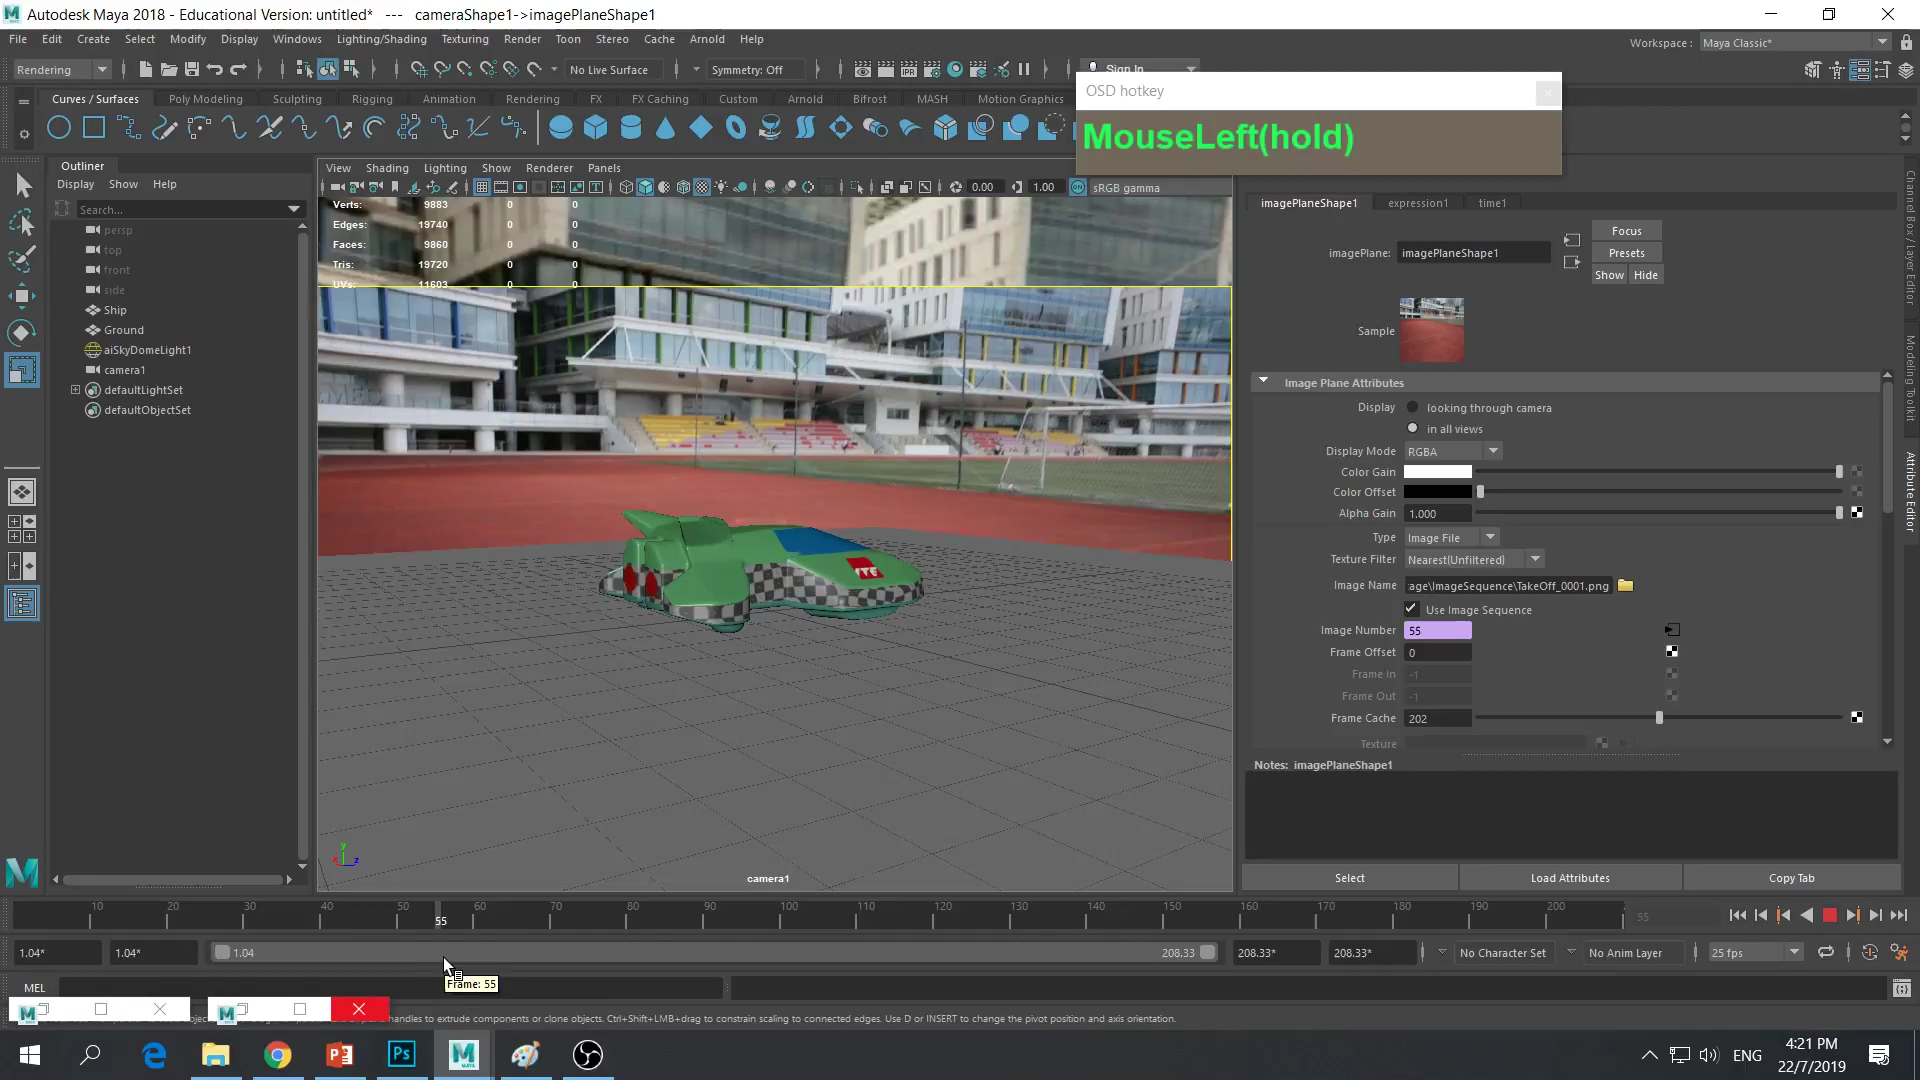 Autodesk Maya 2018 - Educational Version: untitled*   ---   cameraShape1->imagePlaneShape1
File Edit Create Select Modify Display Windows Lighting/Shading Texturing Render Toon Stereo Cache Arnold Help
Workspace : Maya Classic*
Rendering No Live Surface Symmetry: Off Sign In
OSD hotkey
MouseLeft(hold)
Curves / Surfaces Poly Modeling Sculpting Rigging Animation Rendering FX FX Caching Custom Arnold Bifrost MASH Motion Graphics
Outliner
Display Show Help
Search...
persp
top
front
side
Ship
Ground
aiSkyDomeLight1
camera1
defaultLightSet
defaultObjectSet
View Shading Lighting Show Renderer Panels
0.00 1.00 sRGB gamma
Verts: 9883 0 0
Edges: 19740 0 0
Faces: 9860 0 0
Tris: 19720 0 0
UVs: 11603 0 0
ITE
camera1
imagePlaneShape1 expression1 time1
imagePlane: imagePlaneShape1
Focus
Presets
Show Hide
Sample
Image Plane Attributes
Display looking through camera
in all views
Display Mode RGBA
Color Gain
Color Offset
Alpha Gain 1.000
Type Image File
Texture Filter Nearest(Unfiltered)
Image Name age\ImageSequence\TakeOff_0001.png
Use Image Sequence
Image Number 55
Frame Offset 0
Frame In -1
Frame Out -1
Frame Cache 202
Texture
Notes: imagePlaneShape1
Select Load Attributes Copy Tab
Channel Box / Layer Editor
Modeling Toolkit
Attribute Editor
10 20 30 40 50 60 70 80 90 100 110 120 130 140 150 160 170 180 190 200
55
55
1.04* 1.04* 1.04 208.33 208.33* 208.33* No Character Set No Anim Layer 25 fps
Frame: 55
MEL
handles to extrude components or clone objects. Ctrl+Shift+LMB+drag to constrain scaling to connected edges. Use D or INSERT to change the pivot position and axis orientation.
ENG
4:21 PM
22/7/2019